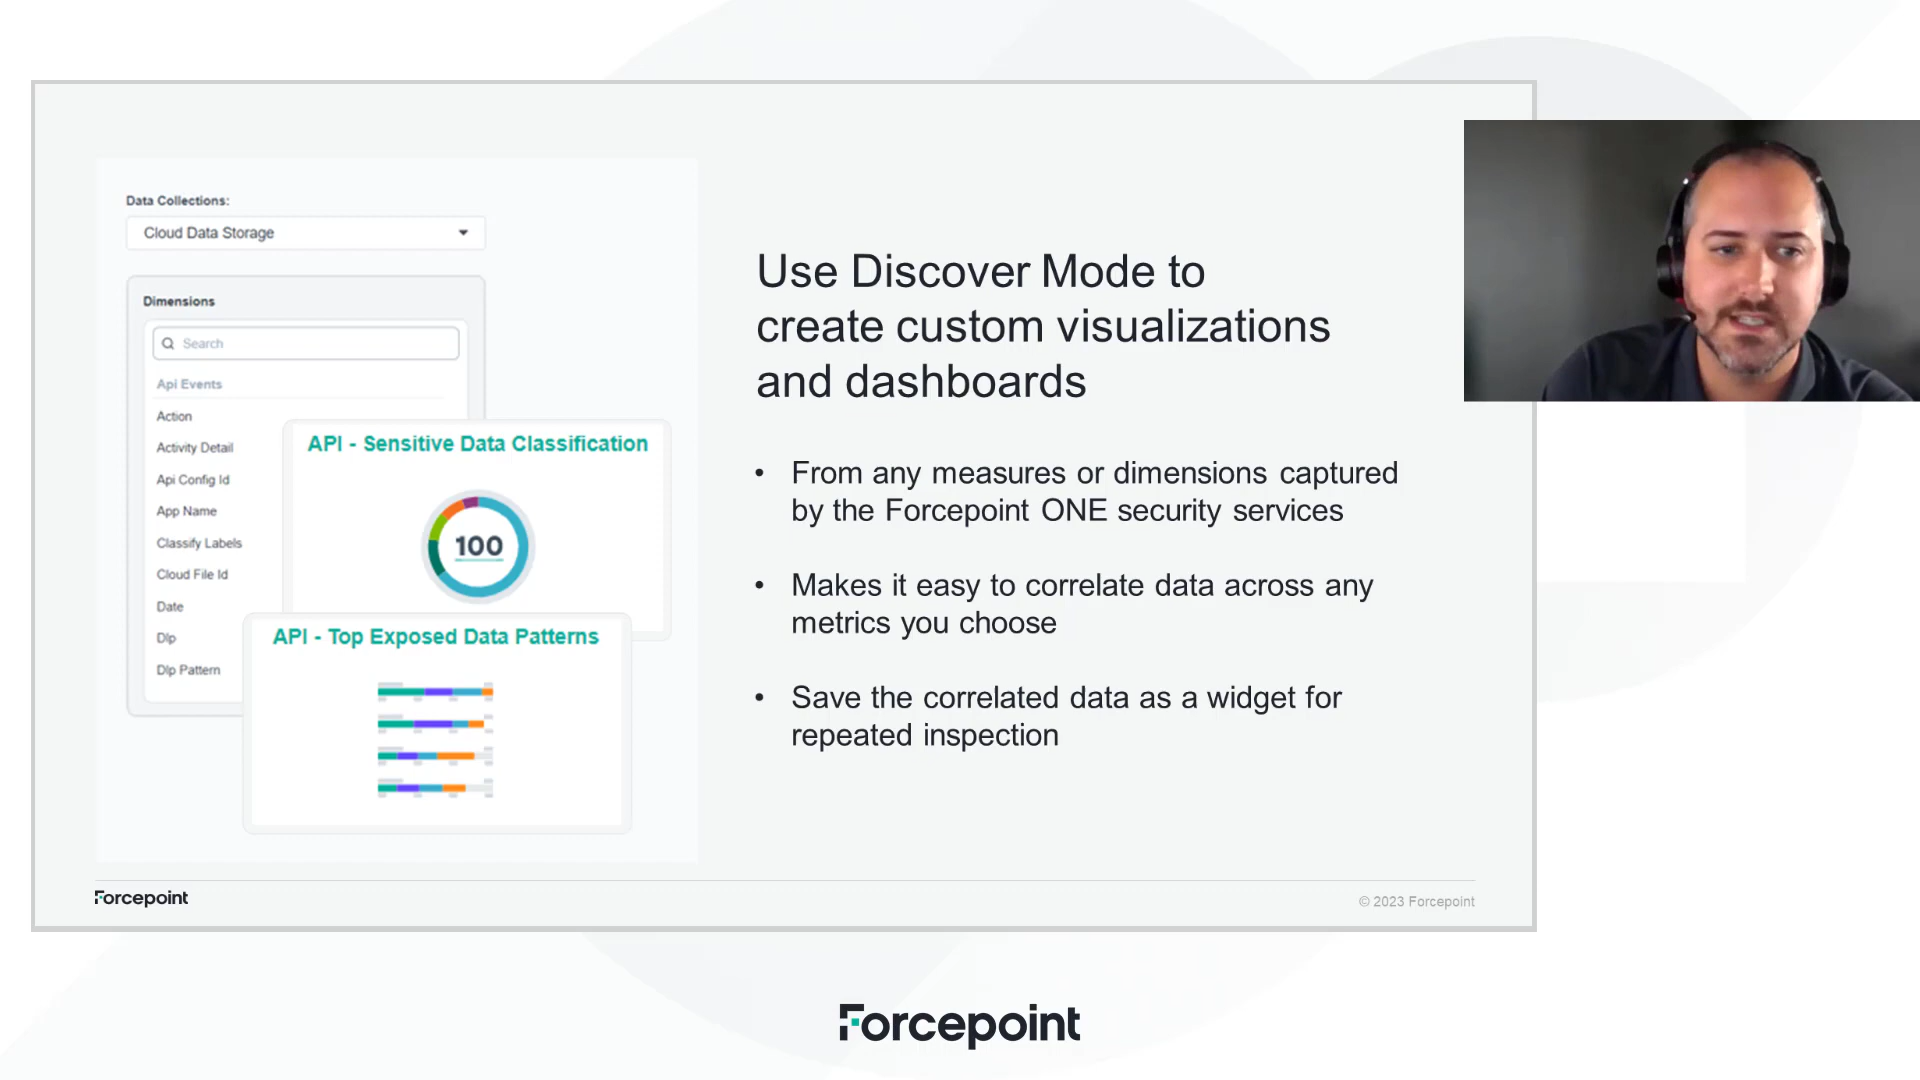 Data Collections:
Cloud Data Storage
Dimensions
Search
Api Events
Action
Activity Detail
Api Config Id
App Name
Classify Labels
Cloud File Id
Date
Dlp
Dlp Pattern
API - Sensitive Data Classification
100
API - Top Exposed Data Patterns
Use Discover Mode to
create custom visualizations
and dashboards
• From any measures or dimensions captured
by the Forcepoint ONE security services
• Makes it easy to correlate data across any
metrics you choose
• Save the correlated data as a widget for
repeated inspection
Forcepoint
© 2023 Forcepoint
Forcepoint